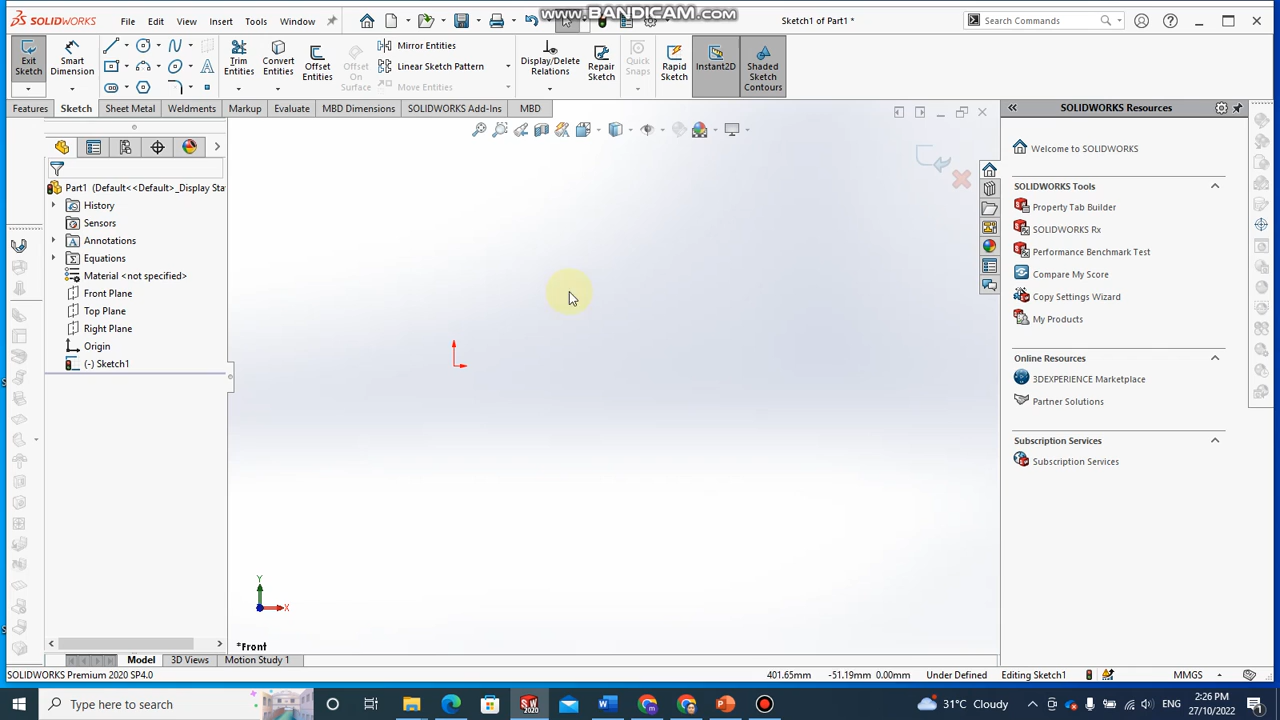 SOLIDWORKS File Edit View Insert Tools Window
www.BANDICAM.com
Sketch1 of Part1 *
Search Commands
Exit Sketch
Smart Dimension
Trim Entities
Convert Entities
Offset Entities
Offset On Surface
Mirror Entities
Linear Sketch Pattern
Move Entities
Display/Delete Relations
Repair Sketch
Quick Snaps
Rapid Sketch
Instant2D
Shaded Sketch Contours
Features Sketch Sheet Metal Weldments Markup Evaluate MBD Dimensions SOLIDWORKS Add-Ins MBD
Part1 (Default<<Default>_Display Sta
History
Sensors
Annotations
Equations
Material <not specified>
Front Plane
Top Plane
Right Plane
Origin
(-) Sketch1
Y
X
*Front
SOLIDWORKS Resources
Welcome to SOLIDWORKS
SOLIDWORKS Tools
Property Tab Builder
SOLIDWORKS Rx
Performance Benchmark Test
Compare My Score
Copy Settings Wizard
My Products
Online Resources
3DEXPERIENCE Marketplace
Partner Solutions
Subscription Services
Subscription Services
Model 3D Views Motion Study 1
SOLIDWORKS Premium 2020 SP4.0
401.65mm -51.19mm 0.00mm Under Defined Editing Sketch1 MMGS
Type here to search
31°C Cloudy
ENG
2:26 PM
27/10/2022